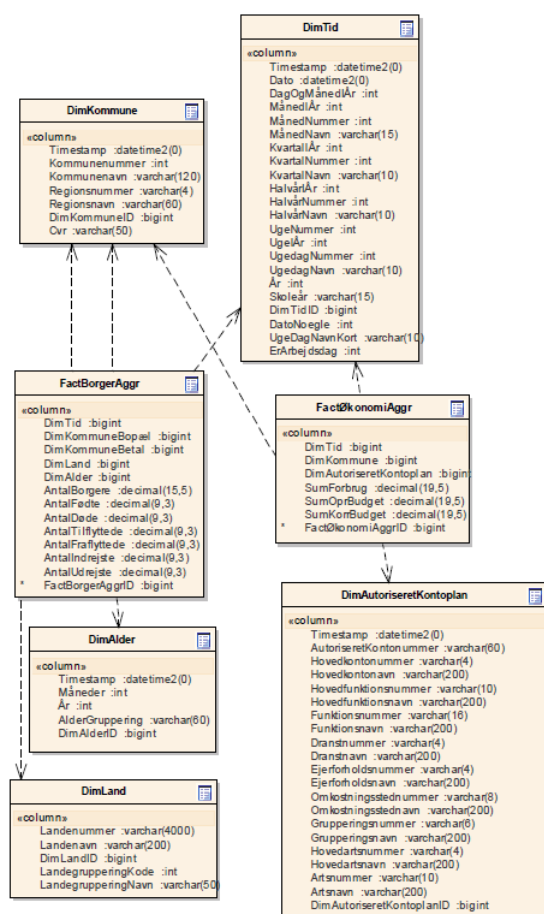 DimTid
«column»
Timestamp :datetime2(0)
Dato :datetime2(0)
DagOgMånedIÅr :int
MånedIÅr :int
MånedNummer :int
MånedNavn :varchar(15)
KvartalIÅr :int
KvartalNummer :int
KvartalNavn :varchar(10)
HalvårIÅr :int
HalvårNummer :int
HalvårNavn :varchar(10)
UgeNummer :int
UgeIÅr :int
UgedagNummer :int
UgedagNavn :varchar(10)
År :int
Skoleår :varchar(15)
DimTidID :bigint
DatoNoegle :int
UgeDagNavnKort :varchar(10)
ErArbejdsdag :int
DimKommune
«column»
Timestamp :datetime2(0)
Kommunenummer :int
Kommunenavn :varchar(120)
Regionsnummer :varchar(4)
Regionsnavn :varchar(60)
DimKommuneID :bigint
Cvr :varchar(50)
FactBorgerAggr
«column»
DimTid :bigint
DimKommuneBopæl :bigint
DimKommuneBetal :bigint
DimLand :bigint
DimAlder :bigint
AntalBorgere :decimal(15,5)
AntalFødte :decimal(9,3)
AntalDøde :decimal(9,3)
AntalTilflyttede :decimal(9,3)
AntalFraflyttede :decimal(9,3)
AntalIndrejste :decimal(9,3)
AntalUdrejste :decimal(9,3)
* FactBorgerAggrID :bigint
FactØkonomiAggr
«column»
DimTid :bigint
DimKommune :bigint
DimAutoriseretKontoplan :bigint
SumForbrug :decimal(19,5)
SumOprBudget :decimal(19,5)
SumKorrBudget :decimal(19,5)
* FactØkonomiAggrID :bigint
DimAlder
«column»
Timestamp :datetime2(0)
Måneder :int
År :int
AlderGruppering :varchar(60)
DimAlderID :bigint
DimLand
«column»
Landenummer :varchar(4000)
Landenavn :varchar(200)
DimLandID :bigint
LandegrupperingKode :int
LandegrupperingNavn :varchar(50)
DimAutoriseretKontoplan
«column»
Timestamp :datetime2(0)
AutoriseretKontonummer :varchar(60)
Hovedkontonummer :varchar(4)
Hovedkontonavn :varchar(200)
Hovedfunktionsnummer :varchar(10)
Hovedfunktionsnavn :varchar(200)
Funktionsnummer :varchar(16)
Funktionsnavn :varchar(200)
Dranstnummer :varchar(4)
Dranstnavn :varchar(200)
Ejerforholdsnummer :varchar(4)
Ejerforholdsnavn :varchar(200)
Omkostningsstednummer :varchar(8)
Omkostningsstednavn :varchar(200)
Grupperingsnummer :varchar(6)
Grupperingsnavn :varchar(200)
Hovedartsnummer :varchar(4)
Hovedartsnavn :varchar(200)
Artsnummer :varchar(10)
Artsnavn :varchar(200)
DimAutoriseretKontoplanID :bigint